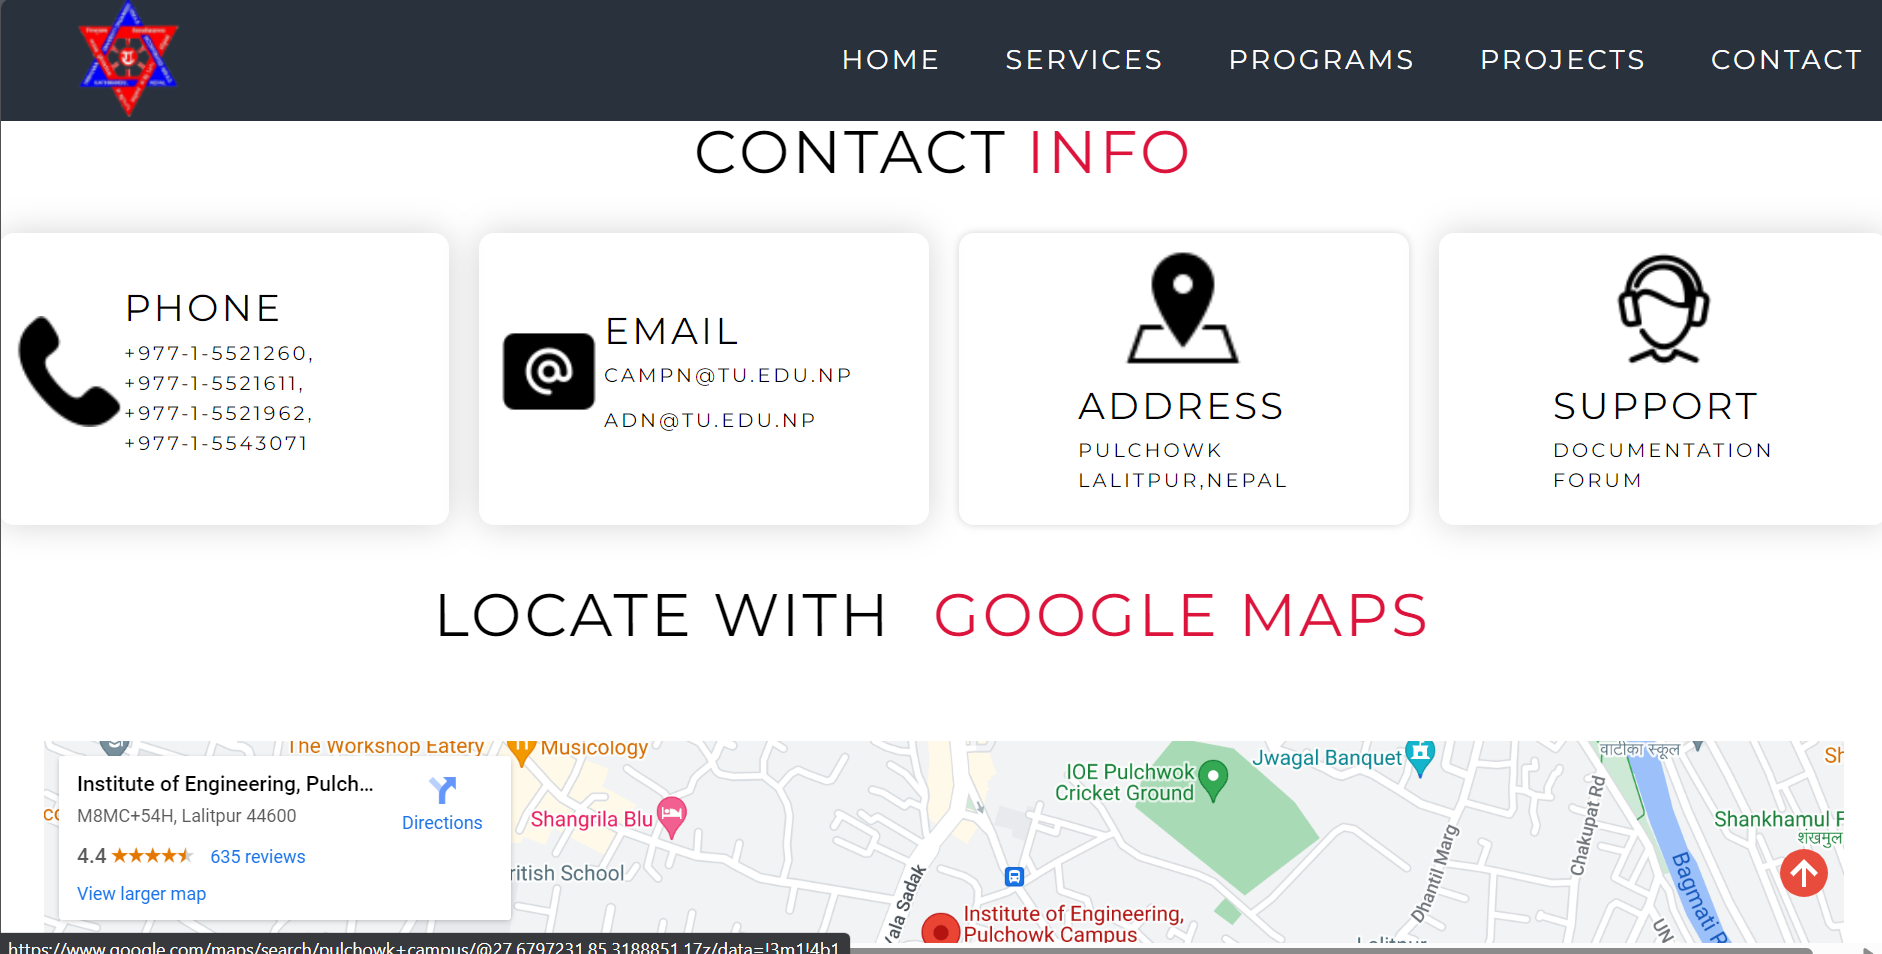 HOME SERVICES PROGRAMS PROJECTS CONTACT
CONTACT INFO
PHONE
+977-1-5521260,
+977-1-5521611,
+977-1-5521962,
+977-1-5543071
EMAIL
CAMPN@TU.EDU.NP
ADN@TU.EDU.NP
ADDRESS
PULCHOWK
LALITPUR,NEPAL
SUPPORT
DOCUMENTATION
FORUM
LOCATE WITH GOOGLE MAPS
Institute of Engineering, Pulch...
M8MC+54H, Lalitpur 44600
4.4
635 reviews
View larger map
Directions
The Workshop Eatery
Musicology
Shangrila Blu
ritish School
IOE Pulchwok
Cricket Ground
Jwagal Banquet
वाटीका स्कूल
Sh
Chakupat Rd
Dhantil Marg
Shankhamul F
शंखमुल
Bagmati R
UN
ala Sadak
Institute of Engineering,
Pulchowk Campus
Lalitpur
https://www.google.com/maps/search/pulchowk+campus/@27.6797231,85.3188851,17z/data=!3m1!4b1